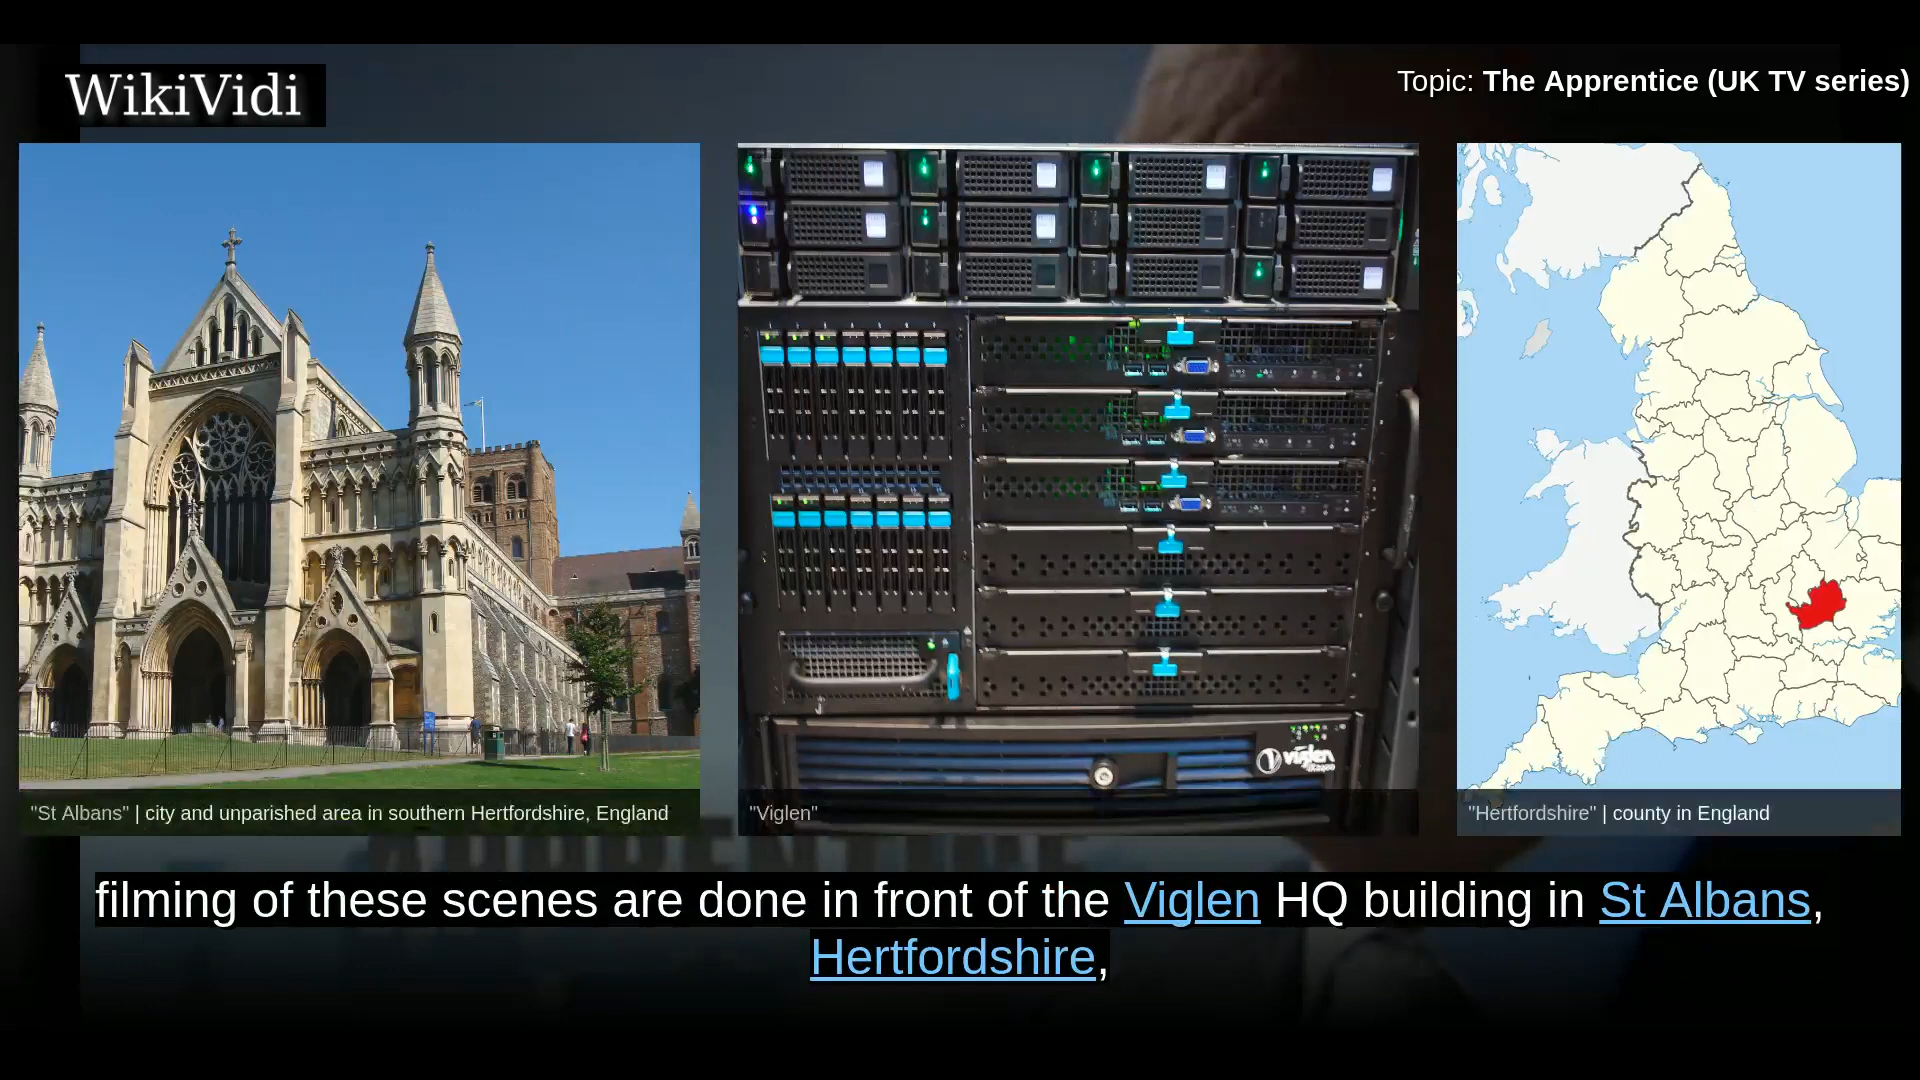 WikiVidi
Topic: The Apprentice (UK TV series)
viglen
"St Albans" | city and unparished area in southern Hertfordshire, England
"Viglen"
"Hertfordshire" | county in England
filming of these scenes are done in front of the Viglen HQ building in St Albans,
Hertfordshire,